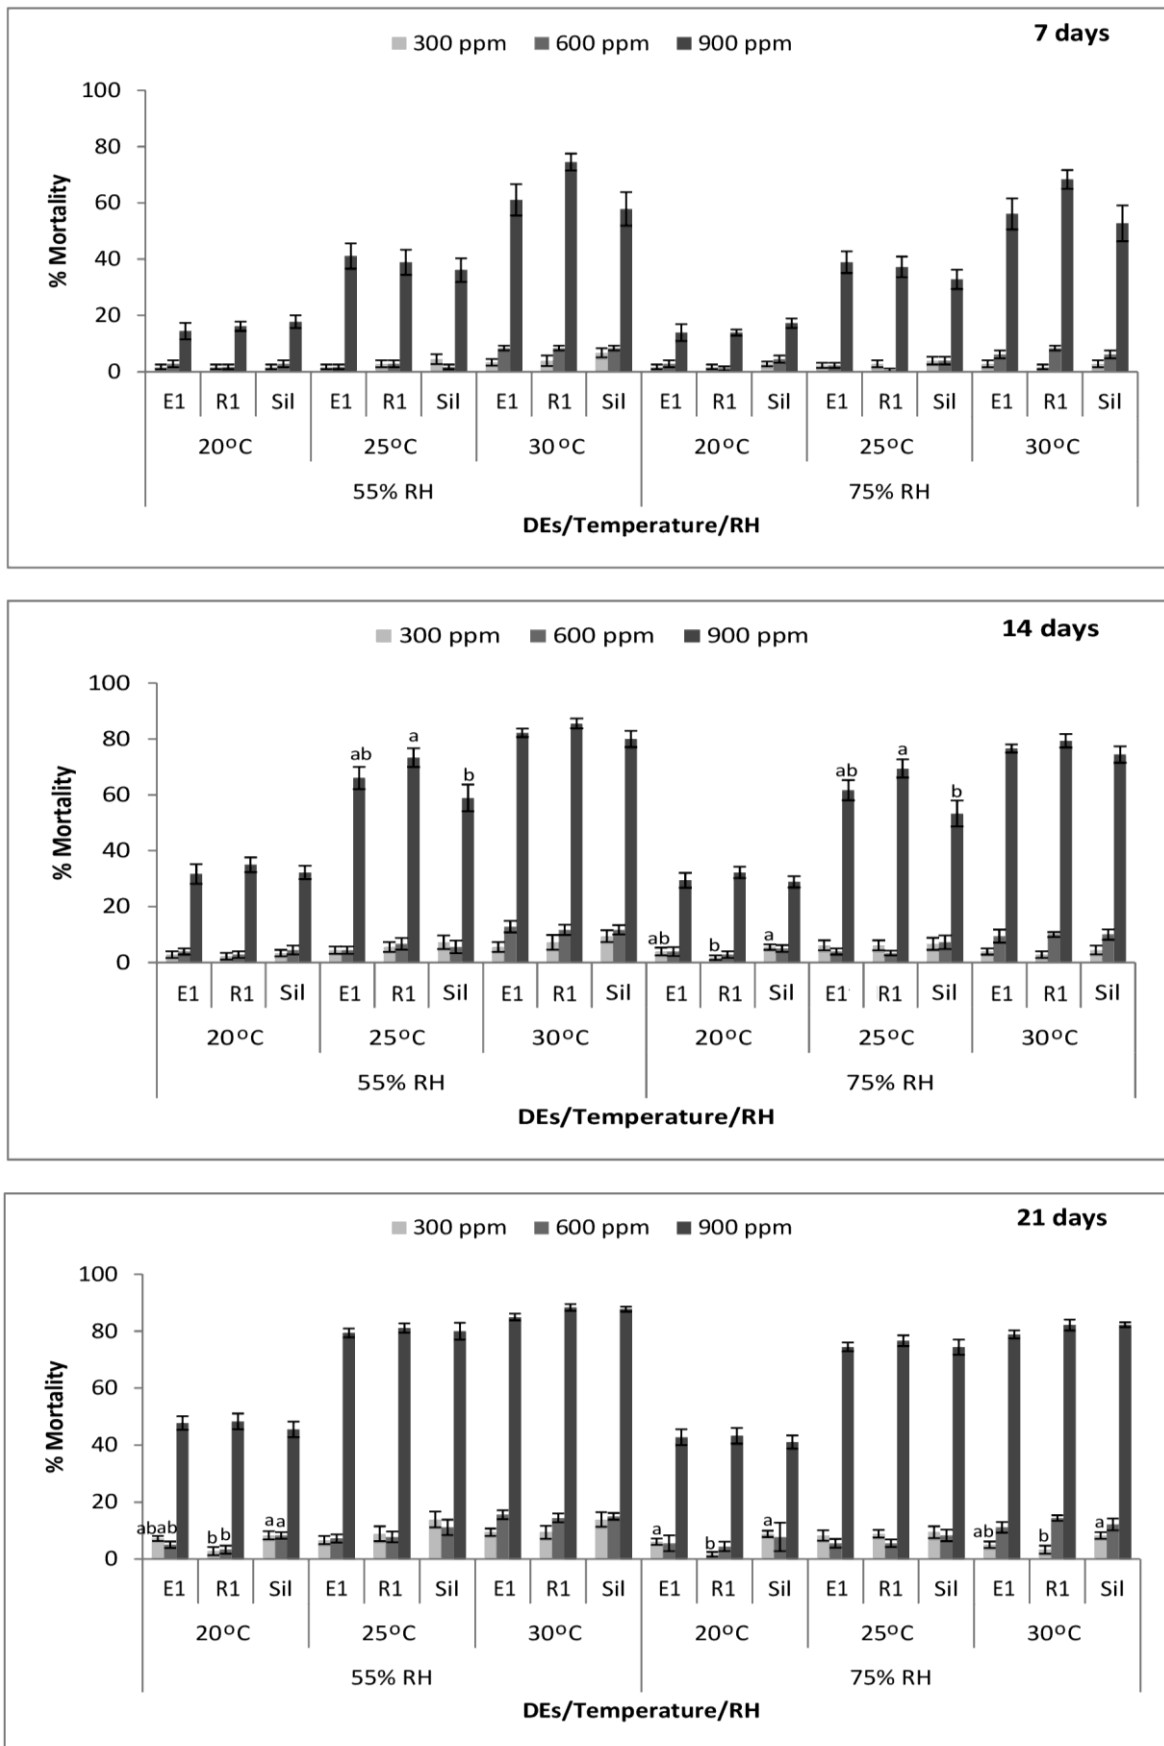 7 days
300 ppm 600 ppm 900 ppm
100
80
60
40
20
0
% Mortality
E1 R1 Sil E1 R1 Sil E1 R1 Sil E1 R1 Sil E1 R1 Sil E1 R1 Sil
20ºC 25ºC 30ºC 20ºC 25ºC 30ºC
55% RH 75% RH
DEs/Temperature/RH
14 days
300 ppm 600 ppm 900 ppm
100
80
60
40
20
0
% Mortality
ab a b ab b a ab a b
E1 R1 Sil E1 R1 Sil E1 R1 Sil E1 R1 Sil E1 R1 Sil E1 R1 Sil
20ºC 25ºC 30ºC 20ºC 25ºC 30ºC
55% RH 75% RH
DEs/Temperature/RH
21 days
300 ppm 600 ppm 900 ppm
100
80
60
40
20
0
% Mortality
ab ab b b a a a b a ab b a
E1 R1 Sil E1 R1 Sil E1 R1 Sil E1 R1 Sil E1 R1 Sil E1 R1 Sil
20ºC 25ºC 30ºC 20ºC 25ºC 30ºC
55% RH 75% RH
DEs/Temperature/RH